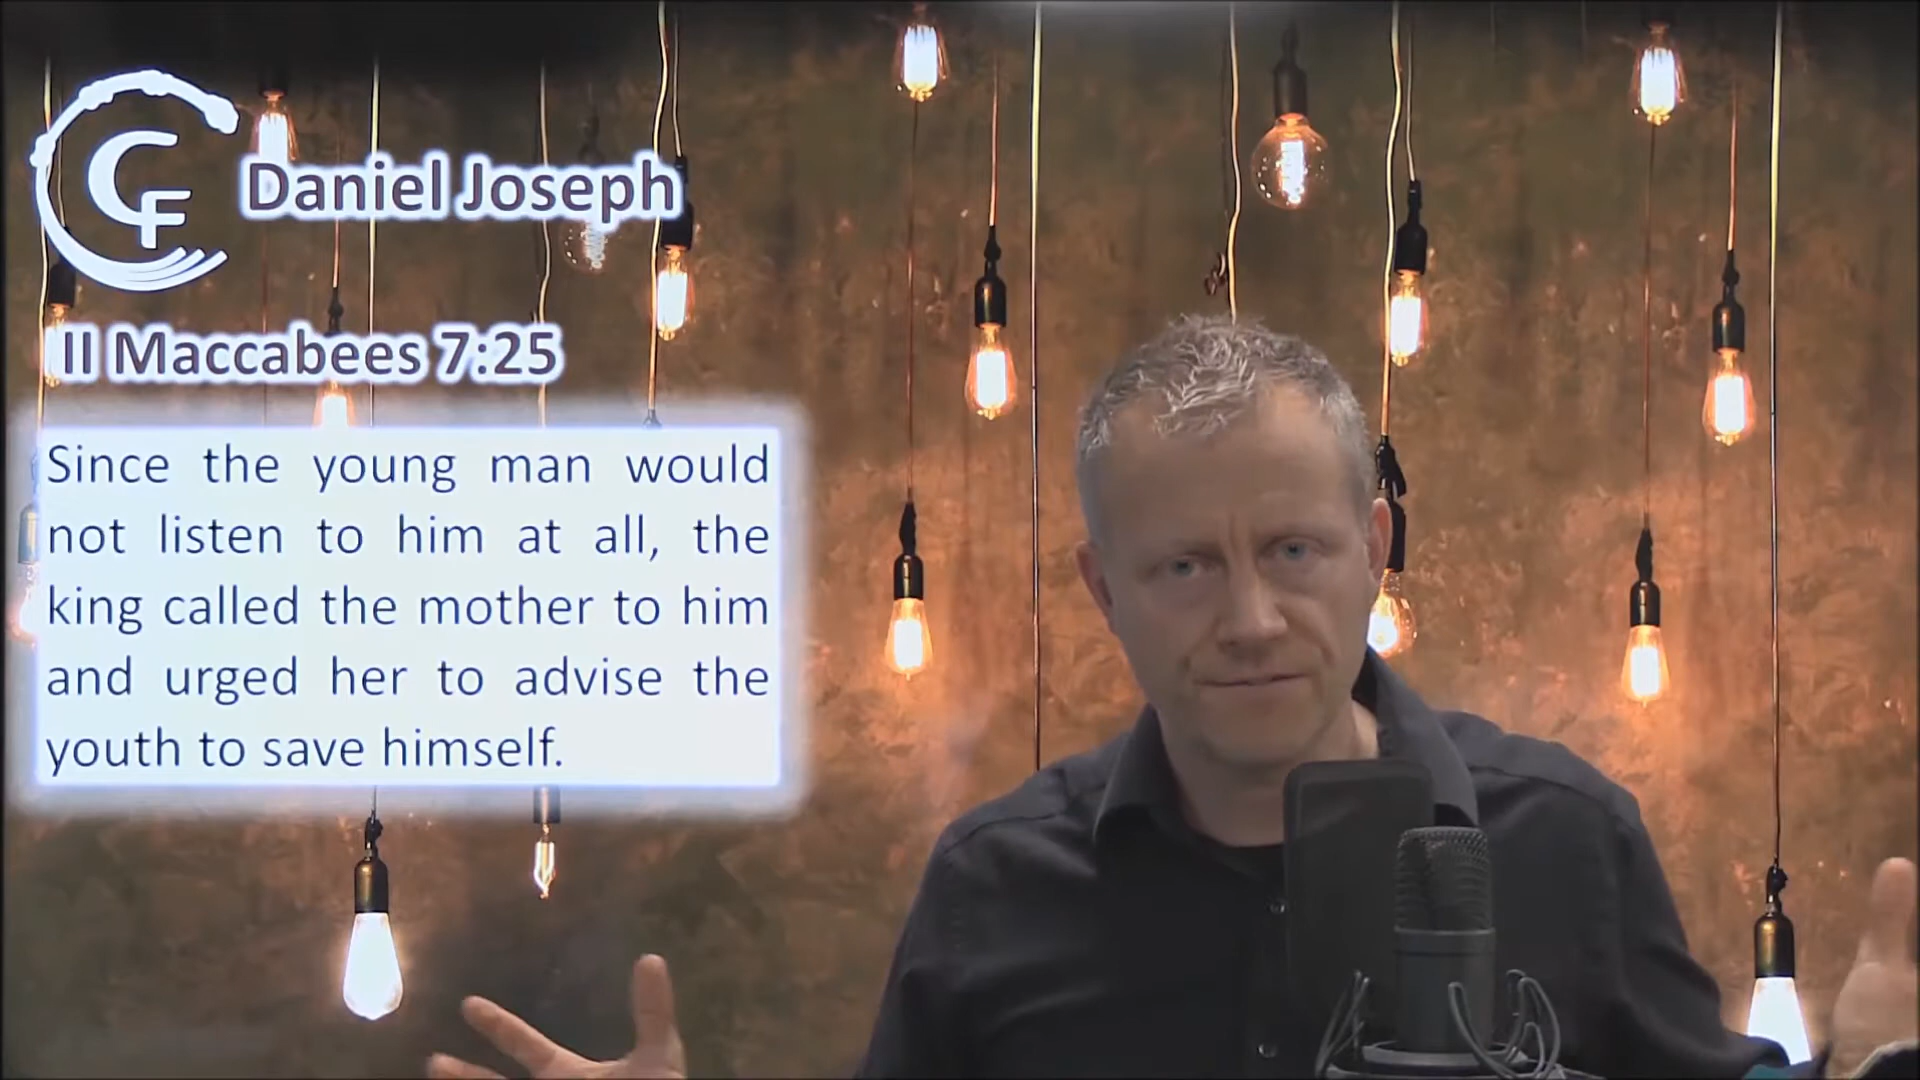 CF
Daniel Joseph
II Maccabees 7:25
Since the young man would
not listen to him at all, the
king called the mother to him
and urged her to advise the
youth to save himself.